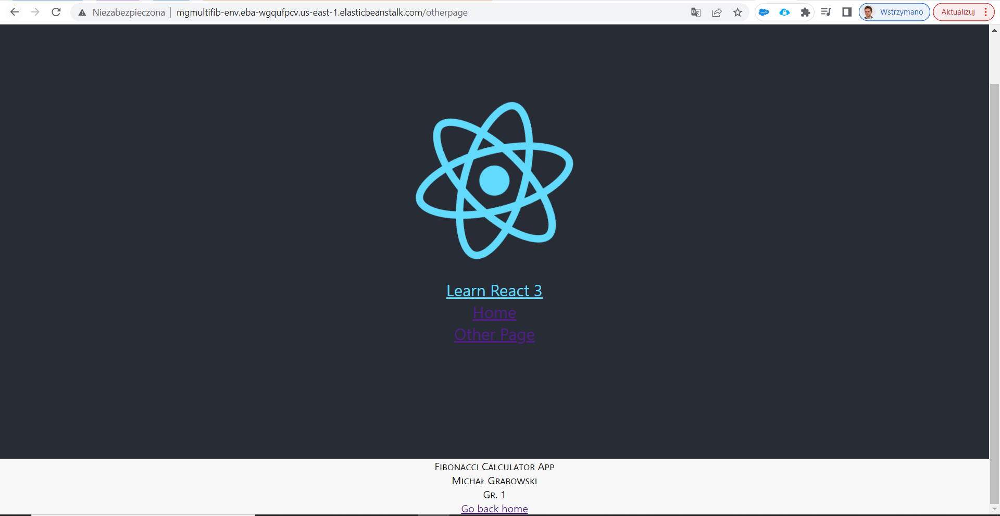 Niezabezpieczona | mgmultifib-env.eba-wgqufpcv.us-east-1.elasticbeanstalk.com/otherpage Wstrzymano Aktualizuj
Learn React 3
Home
Other Page
Fibonacci Calculator App
Michał Grabowski
Gr. 1
Go back home